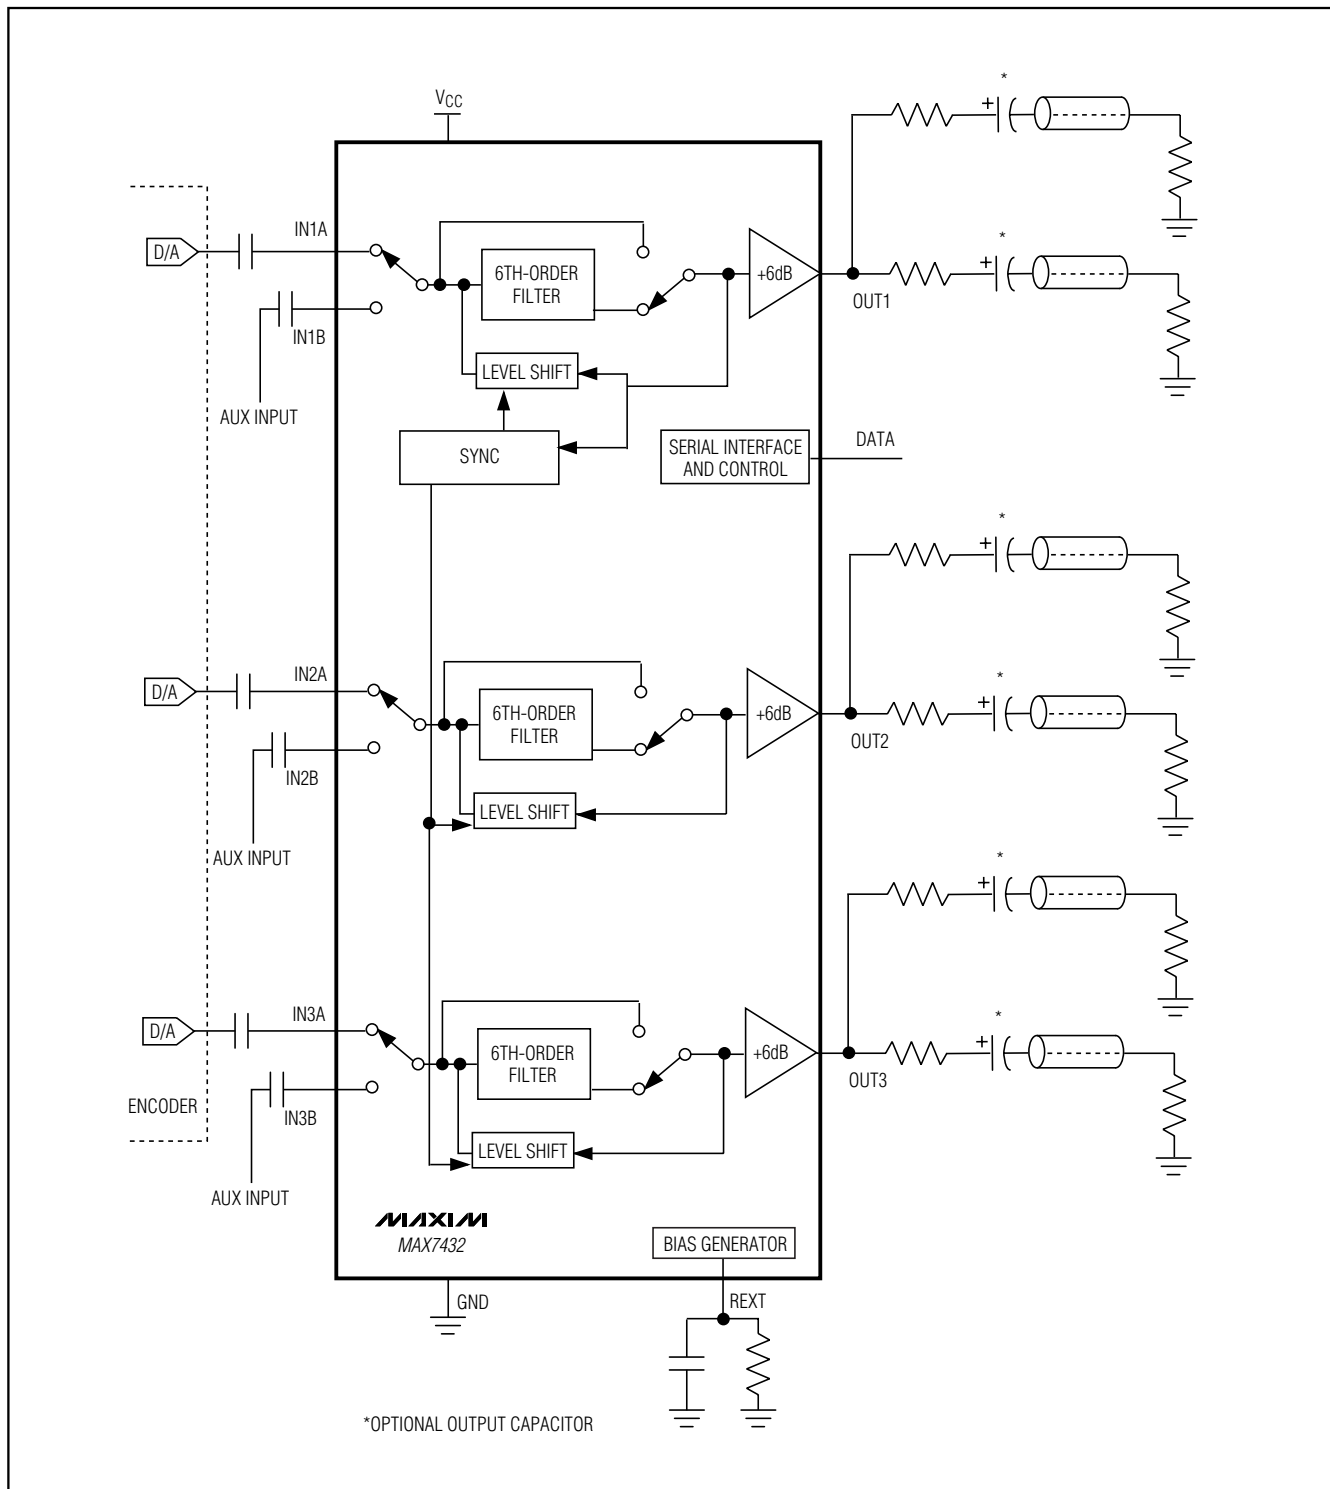 *
+
VCC
*
+
IN1A
D/A
6TH-ORDER
FILTER
+6dB
OUT1
IN1B
LEVEL SHIFT
AUX INPUT
SYNC
SERIAL INTERFACE
AND CONTROL
DATA
*
+
IN2A
*
+
D/A
6TH-ORDER
FILTER
+6dB
OUT2
IN2B
LEVEL SHIFT
AUX INPUT
*
+
IN3A
*
+
D/A
6TH-ORDER
FILTER
+6dB
OUT3
ENCODER
IN3B
LEVEL SHIFT
AUX INPUT
MAXIM
MAX7432
BIAS GENERATOR
GND
REXT
*OPTIONAL OUTPUT CAPACITOR